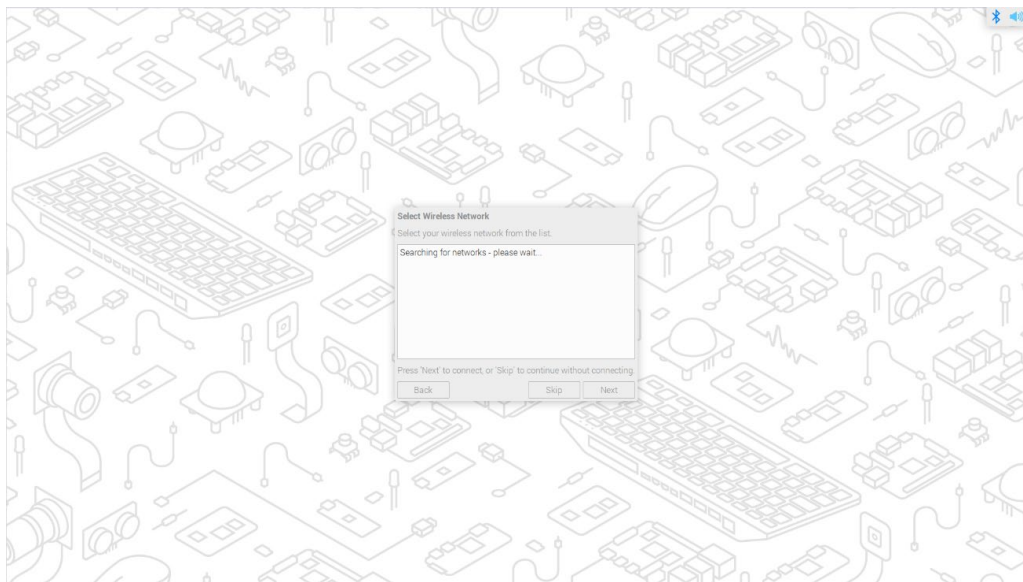 Select Wireless Network
Select your wireless network from the list.
Searching for networks - please wait...
Press 'Next' to connect, or 'Skip' to continue without connecting.
Back
Skip
Next